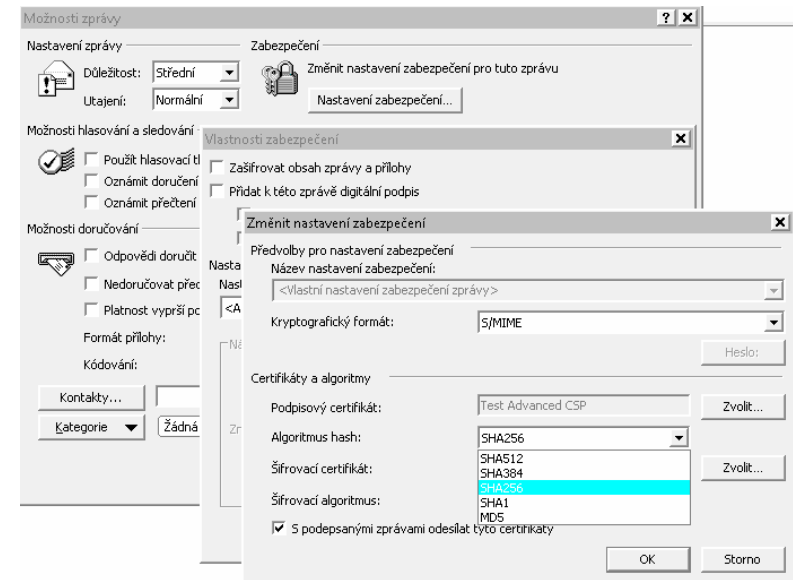 Možnosti zprávy
Nastavení zprávy
Důležitost: Střední
Utajení: Normální
Zabezpečení
Změnit nastavení zabezpečení pro tuto zprávu
Nastavení zabezpečení...
Možnosti hlasování a sledování
Použít hlasovací
Oznámit doručení
Oznámit přečtení
Možnosti doručování
Odpovědi doručit
Nedoručovat
Platnost vyprší
Formát přílohy:
Kódování:
Kontakty...
Kategorie Žádná
Vlastnosti zabezpečení
Zašifrovat obsah zprávy a přílohy
Přidat k této zprávě digitální podpis
Změnit nastavení zabezpečení
Předvolby pro nastavení zabezpečení
Název nastavení zabezpečení:
<Vlastní nastavení zabezpečení zprávy>
Kryptografický formát: S/MIME
Heslo:
Certifikáty a algoritmy
Podpisový certifikát: Test Advanced CSP Zvolit...
Algoritmus hash: SHA256
SHA512
SHA384
SHA256
SHA1
MD5
Šifrovací certifikát: Zvolit...
Šifrovací algoritmus:
S podepsanými zprávami odesílat tyto certifikáty
OK Storno